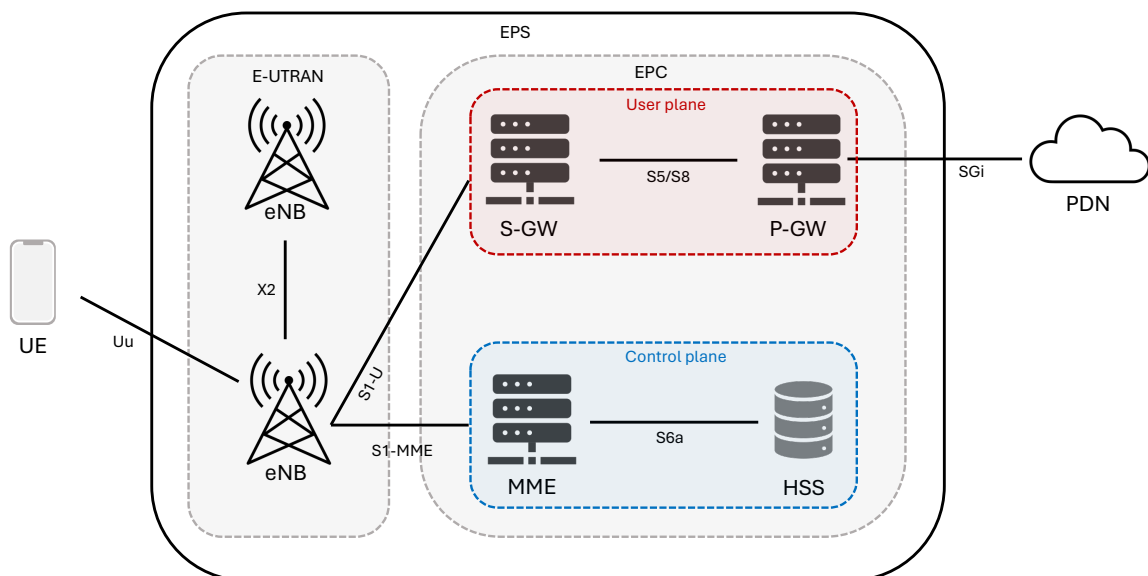 EPS
E-UTRAN
EPC
User plane
eNB
S-GW
S5/S8
P-GW
SGi
PDN
X2
UE
Uu
S1-U
Control plane
eNB
S1-MME
MME
S6a
HSS